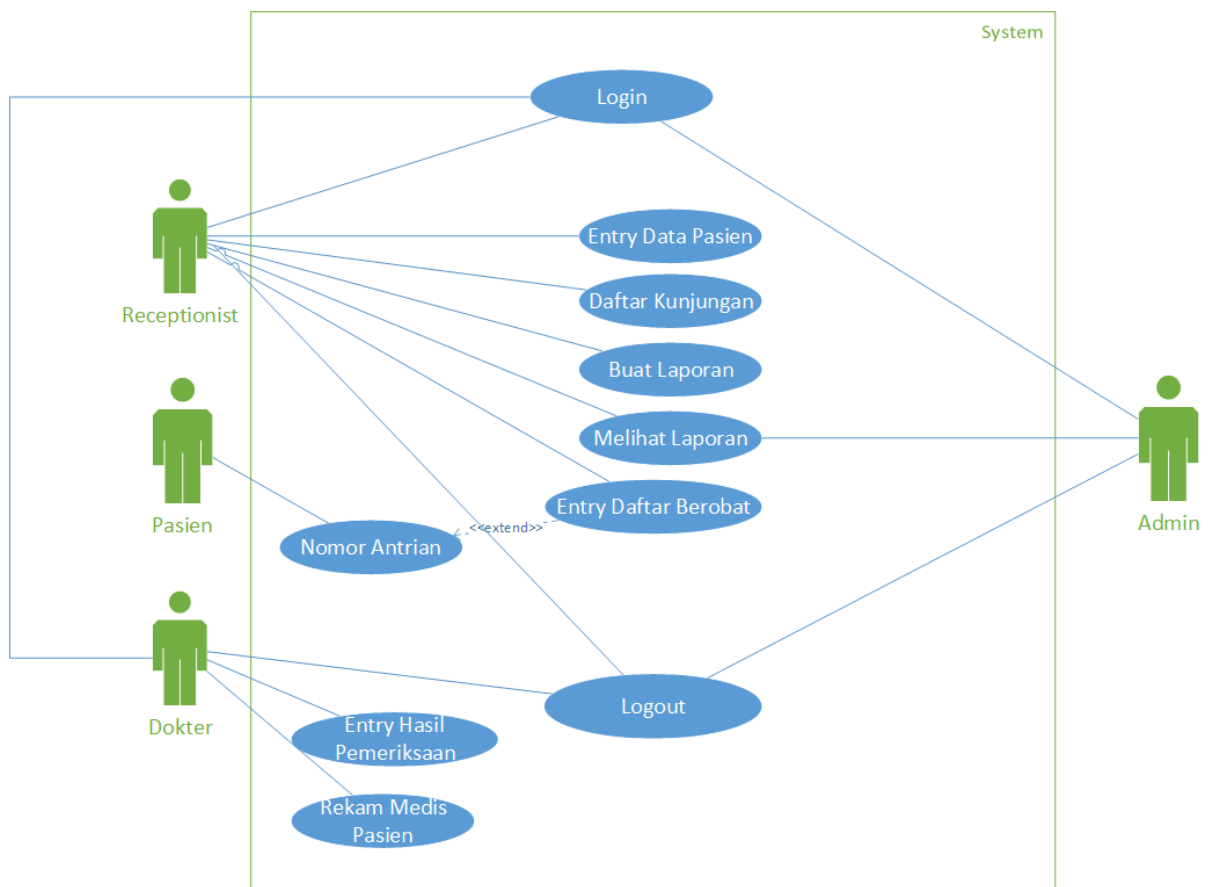 System
Login
Entry Data Pasien
Receptionist
Daftar Kunjungan
Buat Laporan
Melihat Laporan
Entry Daftar Berobat
Pasien
<<extend>>
Admin
Nomor Antrian
Dokter
Logout
Entry Hasil
Pemeriksaan
Rekam Medis
Pasien